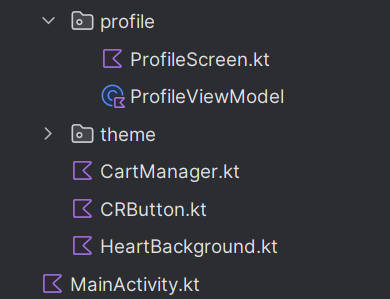 profile
ProfileScreen.kt
ProfileViewModel
theme
CartManager.kt
CRButton.kt
HeartBackground.kt
MainActivity.kt